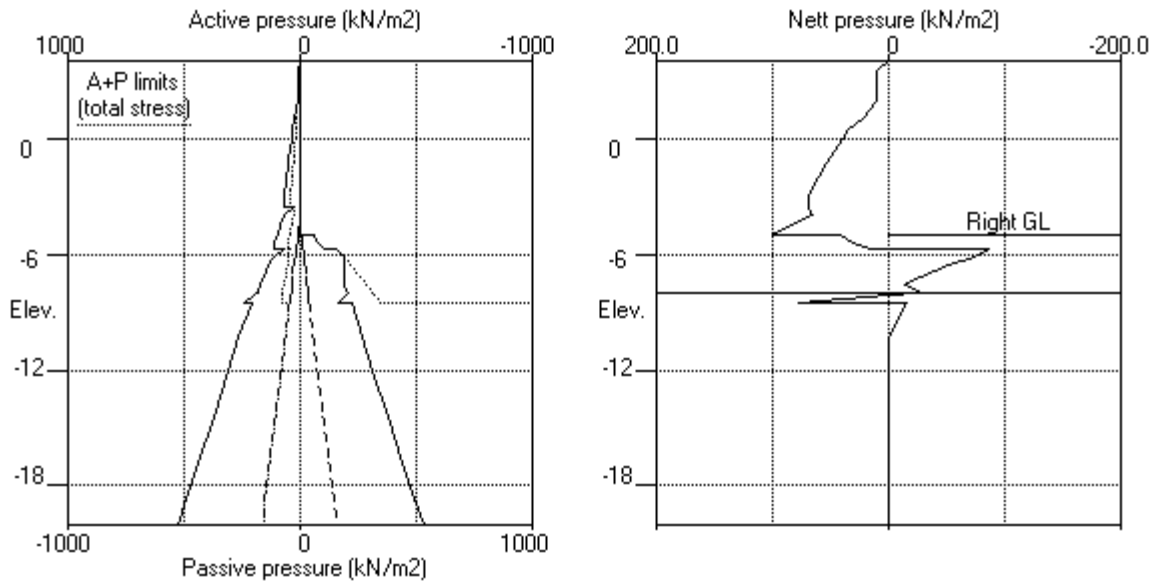 Active pressure (kN/m2)
1000 0 -1000
A+P limits
(total stress)
0
-6
Elev.
-12
-18
-1000 0 1000
Passive pressure (kN/m2)
Nett pressure (kN/m2)
200.0 0 -200.0
0
Right GL
-6
Elev.
-12
-18